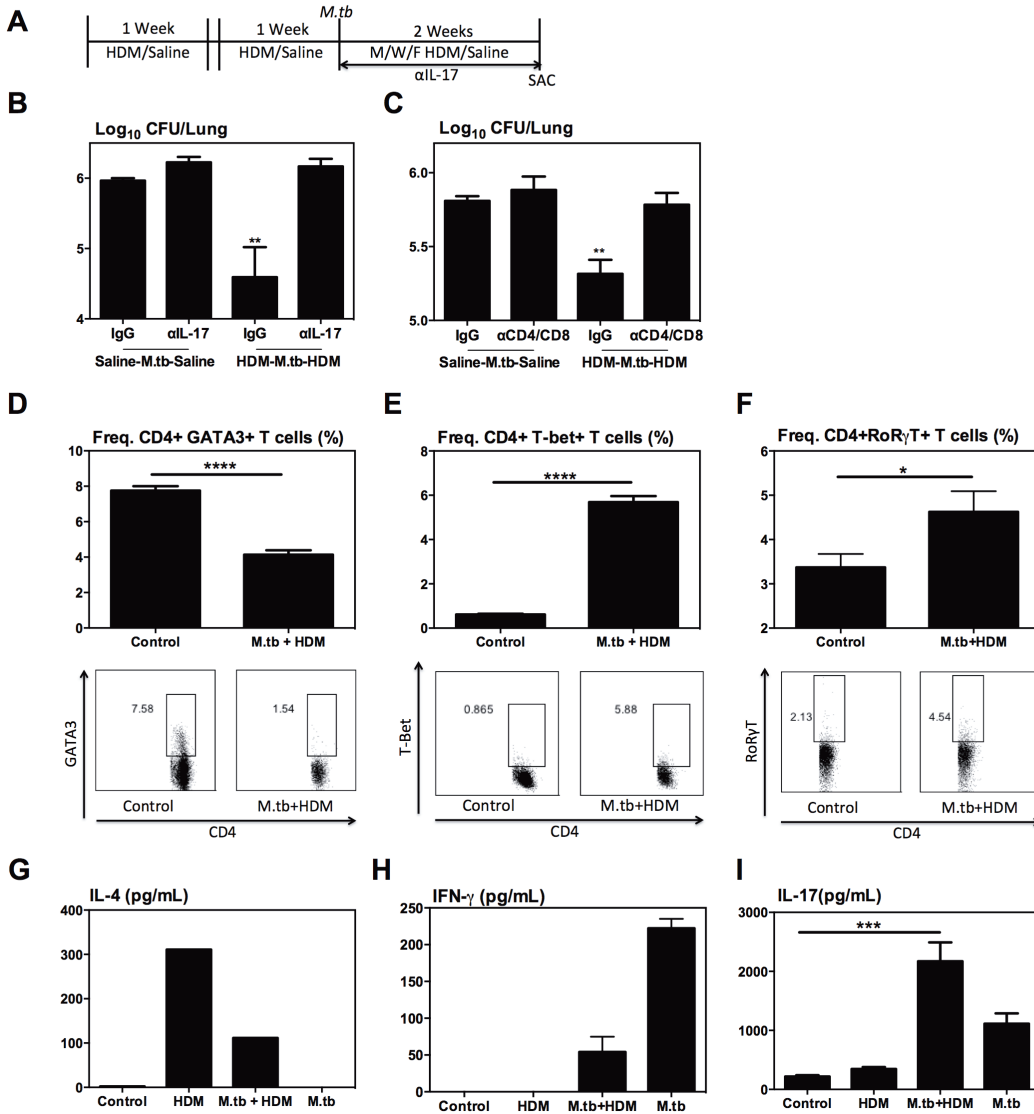 A
M.tb
1 Week
1 Week
2 Weeks
HDM/Saline
HDM/Saline
M/W/F HDM/Saline
αIL-17
SAC
B
Log10 CFU/Lung
6
5
4
**
IgG
αIL-17
IgG
αIL-17
Saline-M.tb-Saline
HDM-M.tb-HDM
C
Log10 CFU/Lung
6.0
5.5
5.0
**
IgG
αCD4/CD8
IgG
αCD4/CD8
Saline-M.tb-Saline
HDM-M.tb-HDM
D
Freq. CD4+ GATA3+ T cells (%)
10
8
6
4
2
0
****
Control
M.tb + HDM
GATA3
7.58
1.54
Control
M.tb+HDM
CD4
E
Freq. CD4+ T-bet+ T cells (%)
8
6
4
2
0
****
Control
M.tb + HDM
T-Bet
0.865
5.88
Control
M.tb+HDM
CD4
F
Freq. CD4+RoRγT+ T cells (%)
6
5
4
3
2
*
Control
M.tb+HDM
RoRγT
2.13
4.54
Control
M.tb+HDM
CD4
G
IL-4 (pg/mL)
400
300
200
100
0
Control
HDM
M.tb + HDM
M.tb
H
IFN-γ (pg/mL)
250
200
150
100
50
0
Control
HDM
M.tb+HDM
M.tb
I
IL-17(pg/mL)
3000
2000
1000
0
***
Control
HDM
M.tb+HDM
M.tb